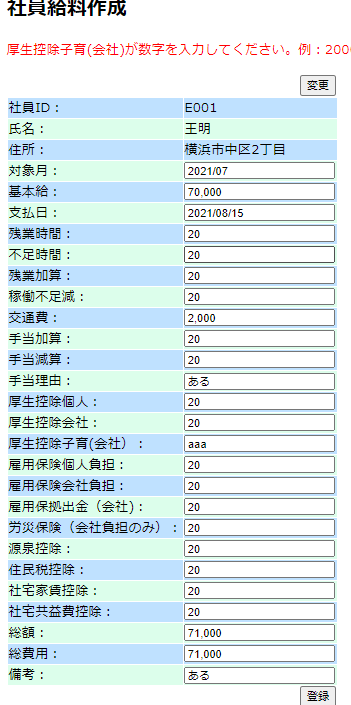 社員給料作成
厚生控除子育(会社)が数字を入力してください。例：200
変更
社員ID： E001
氏名： 王明
住所： 横浜市中区2丁目
対象月： 2021/07
基本給： 70,000
支払日： 2021/08/15
残業時間： 20
不足時間： 20
残業加算： 20
稼働不足減： 20
交通費： 2,000
手当加算： 20
手当減算： 20
手当理由： ある
厚生控除個人： 20
厚生控除会社： 20
厚生控除子育(会社）： aaa
雇用保険個人負担： 20
雇用保険会社負担： 20
雇用保拠出金（会社)： 20
労災保険（会社負担のみ）： 20
源泉控除： 20
住民税控除： 20
社宅家賃控除： 20
社宅共益費控除： 20
総額： 71,000
総費用： 71,000
備考： ある
登録